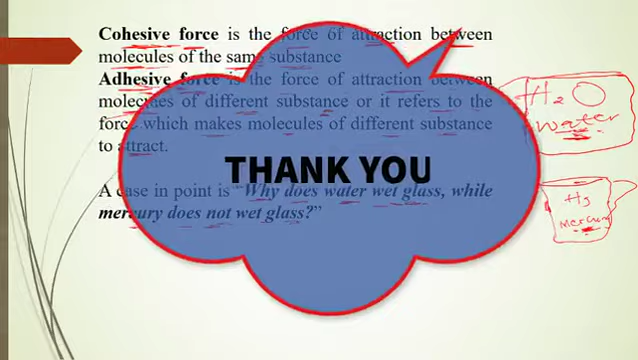 Cohesive force is the force of attraction between
molecules of the same substance
Adhesive force is the force of attraction between
molecules of different substance or it refers to the
force which makes molecules of different substance
to attract.
A case in point is "Why does water wet glass, while
mercury does not wet glass?"
THANK YOU
H2O
water
Hg
mercury